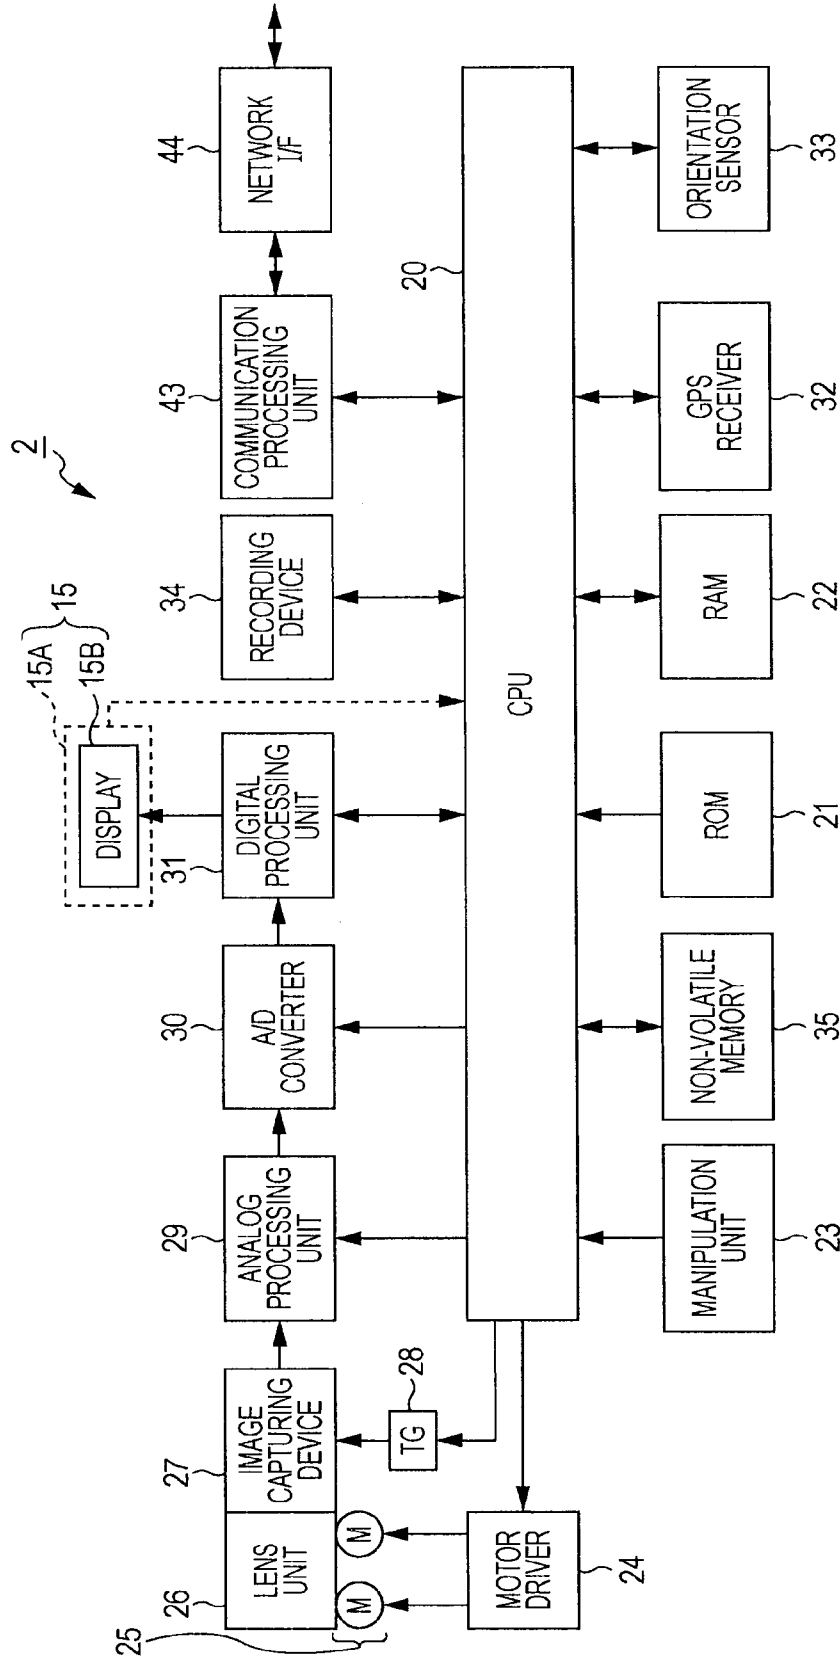 2
15
15A
15B
DISPLAY
25
26
LENS
UNIT
M
M
27
IMAGE
CAPTURING
DEVICE
29
ANALOG
PROCESSING
UNIT
30
A/D
CONVERTER
31
DIGITAL
PROCESSING
UNIT
34
RECORDING
DEVICE
43
COMMUNICATION
PROCESSING
UNIT
44
NETWORK
I/F
28
TG
MOTOR
DRIVER
24
20
CPU
MANIPULATION
UNIT
23
NON-VOLATILE
MEMORY
35
ROM
21
RAM
22
GPS
RECEIVER
32
ORIENTATION
SENSOR
33